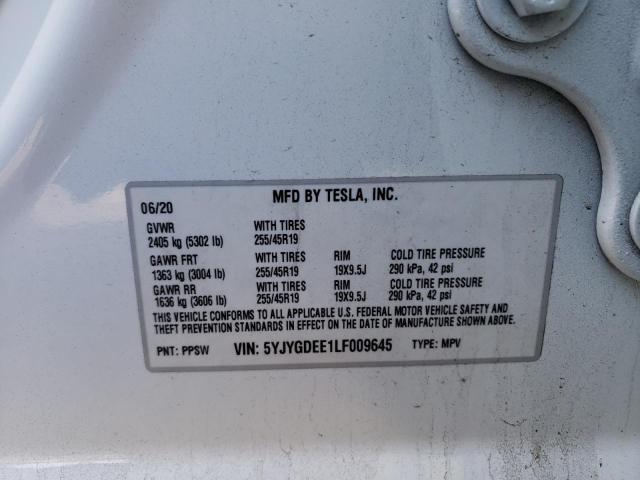 MFD BY TESLA, INC.
06/20
GVWR WITH TIRES
2405 kg (5302 lb) 255/45R19
GAWR FRT WITH TIRES RIM COLD TIRE PRESSURE
1363 kg (3004 lb) 255/45R19 19X9.5J 290 kPa, 42 psi
GAWR RR WITH TIRES RIM COLD TIRE PRESSURE
1636 kg (3606 lb) 255/45R19 19X9.5J 290 kPa, 42 psi
THIS VEHICLE CONFORMS TO ALL APPLICABLE U.S. FEDERAL MOTOR VEHICLE SAFETY AND
THEFT PREVENTION STANDARDS IN EFFECT ON THE DATE OF MANUFACTURE SHOWN ABOVE.
PNT: PPSW VIN: 5YJYGDEE1LF009645 TYPE: MPV